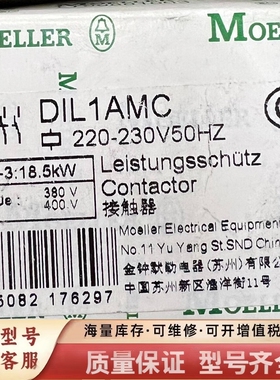 MOELLER
MOELLER
DIL1AMC
220-230V50HZ
-3:18.5kW
Leistungsschütz
Contactor
接触器
380 V
400 V
Moeller Electrical Equipment
No.11 Yu Yang St.SND China
金钟默勒电器(苏州)有限公司
中国苏州新区渔洋街11号
5082 176297
型号
客服
海量库存·可维修·可开增值税
质量保证 型号齐